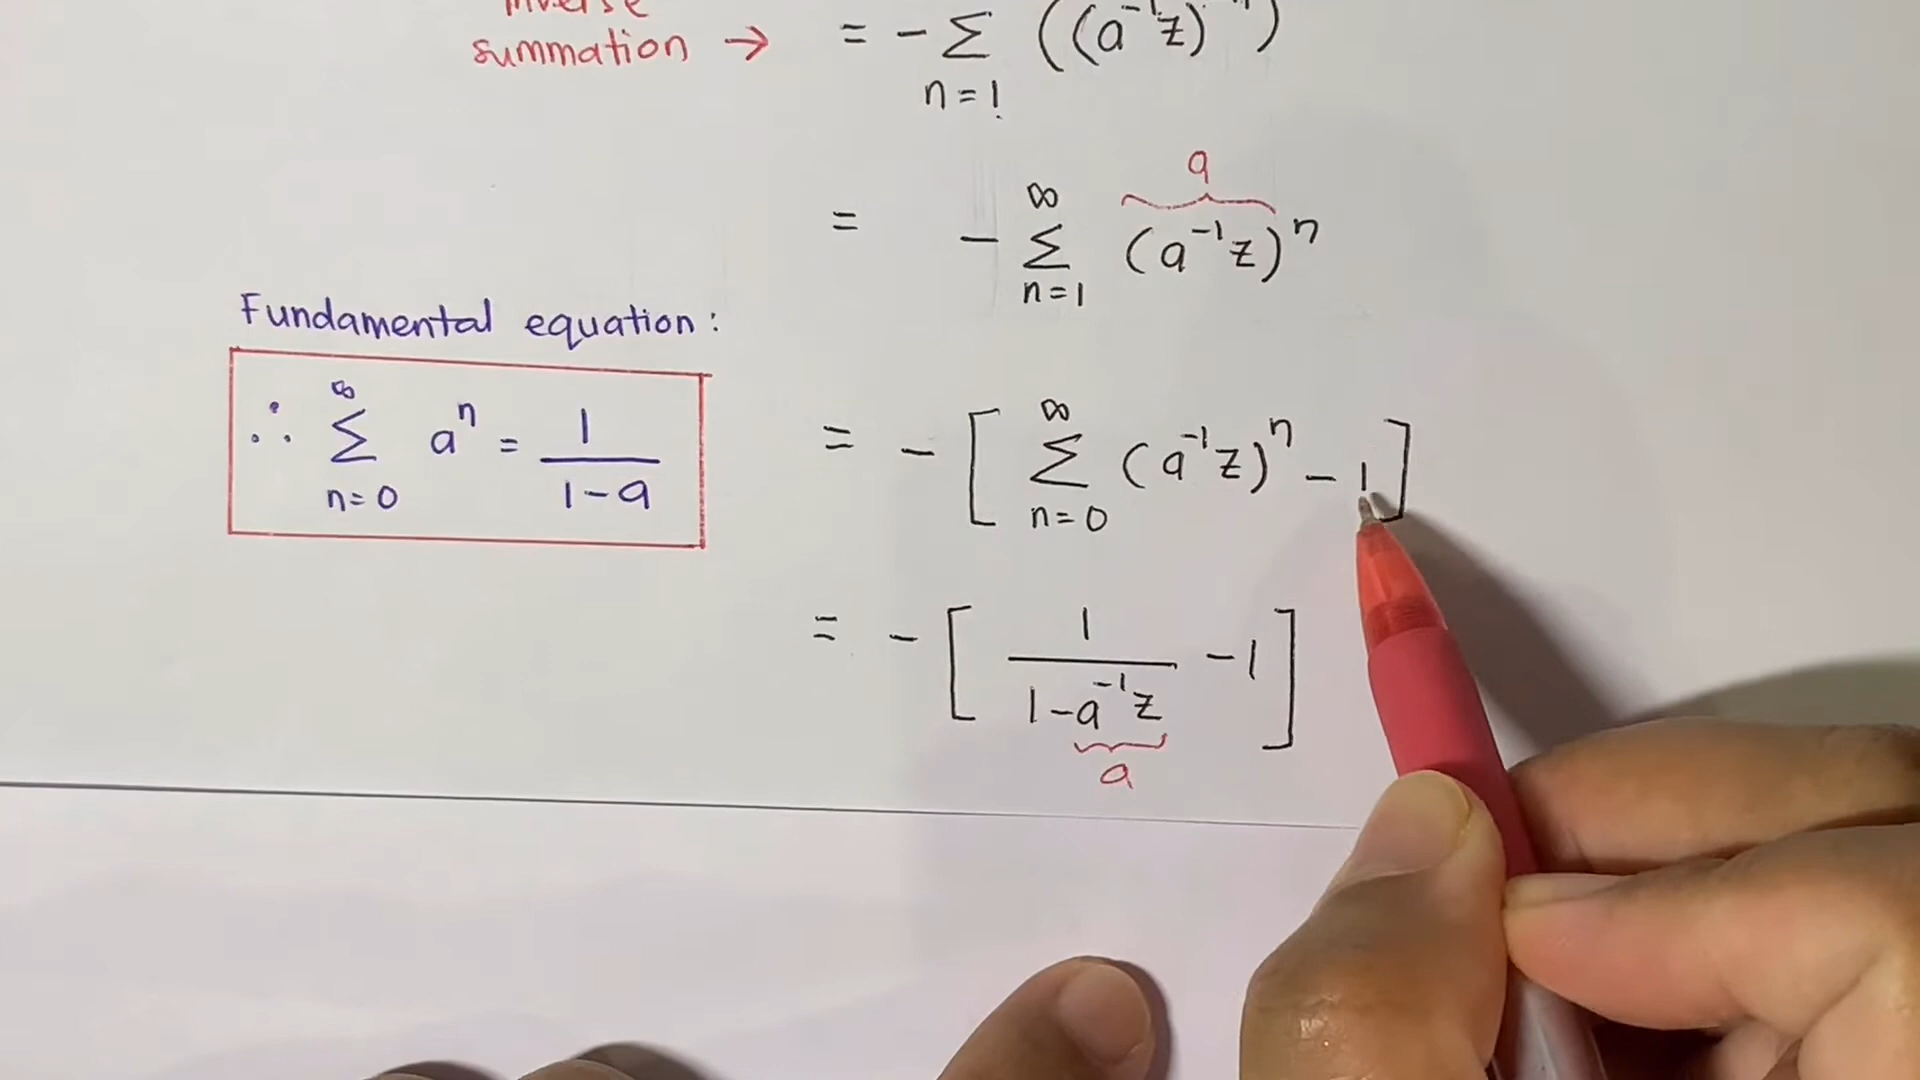 summation → = - ∑ ((a⁻¹z)
n=1
a
∞
= - ∑ (a⁻¹z)ⁿ
n=1
Fundamental equation:
∞
∴ ∑ aⁿ = 1/(1-a)
n=0
∞
= - [ ∑ (a⁻¹z)ⁿ - 1 ]
n=0
= - [ 1/(1-a⁻¹z) - 1 ]
a